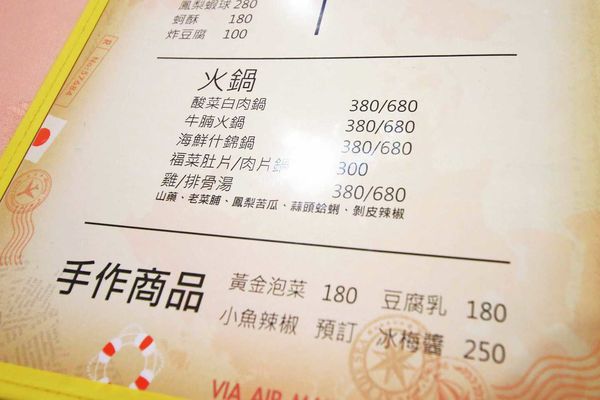 鳳梨蝦球 280
蚵酥 180
炸豆腐 100
R No.57684
火鍋
酸菜白肉鍋 380/680
牛腩火鍋 380/680
海鮮什錦鍋 380/680
福菜肚片/肉片鍋 300
雞/排骨湯 380/680
山藥、老菜脯、鳳梨苦瓜、蒜頭蛤蜊、剝皮辣椒
手作商品
黃金泡菜 180 豆腐乳 180
小魚辣椒 預訂 冰梅醬 250
VIA AIR